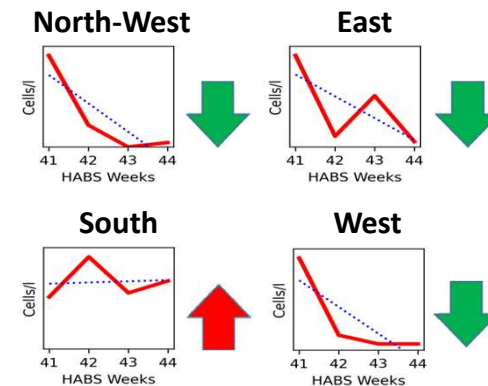 North-West
East
Cells/l
41 42 43 44
HABS Weeks
Cells/l
41 42 43 44
HABS Weeks
South
West
Cells/l
41 42 43 44
HABS Weeks
Cells/l
41 42 43 44
HABS Weeks